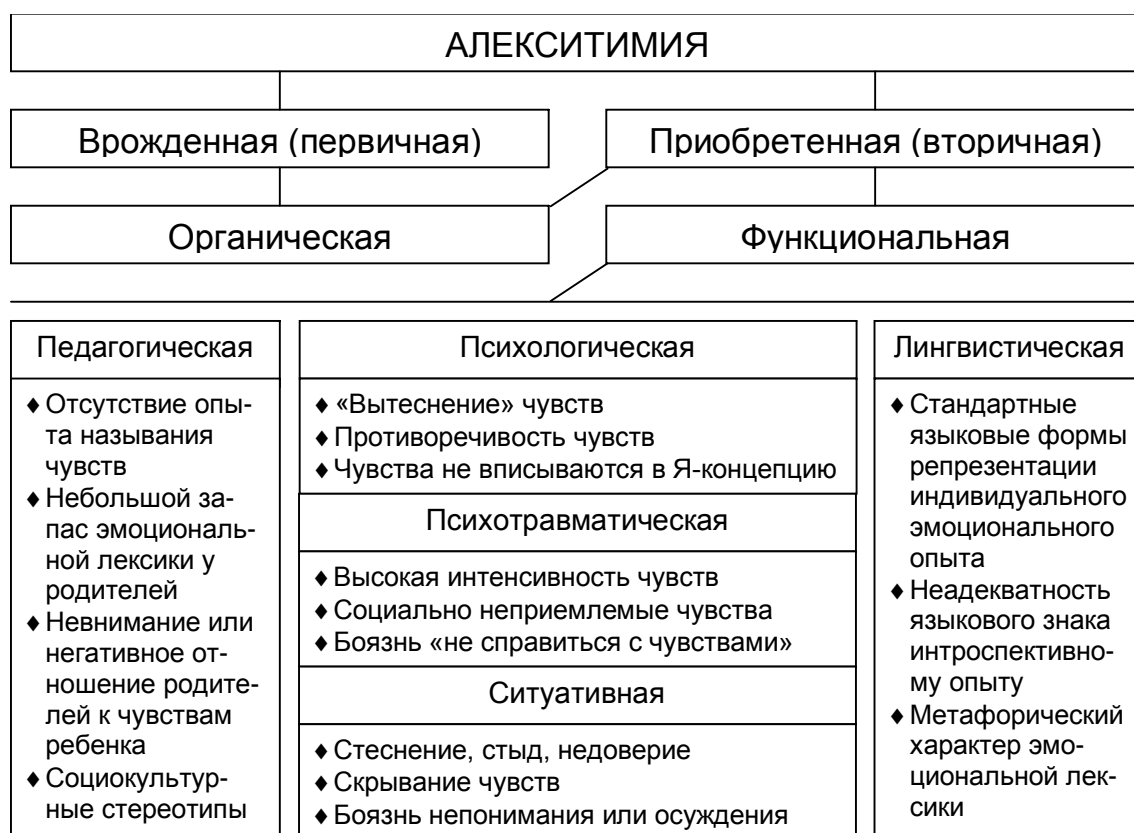 АЛЕКСИТИМИЯ
Врожденная (первичная)
Приобретенная (вторичная)
Органическая
Функциональная
Педагогическая
♦ Отсутствие опы-
та называния
чувств
♦ Небольшой за-
пас эмоциональ-
ной лексики у
родителей
♦ Невнимание или
негативное от-
ношение родите-
лей к чувствам
ребенка
♦ Социокультур-
ные стереотипы
Психологическая
♦ «Вытеснение» чувств
♦ Противоречивость чувств
♦ Чувства не вписываются в Я-концепцию
Психотравматическая
♦ Высокая интенсивность чувств
♦ Социально неприемлемые чувства
♦ Боязнь «не справиться с чувствами»
Ситуативная
♦ Стеснение, стыд, недоверие
♦ Скрывание чувств
♦ Боязнь непонимания или осуждения
Лингвистическая
♦ Стандартные
языковые формы
репрезентации
индивидуального
эмоционального
опыта
♦ Неадекватность
языкового знака
интроспективно-
му опыту
♦ Метафорический
характер эмо-
циональной лек-
сики